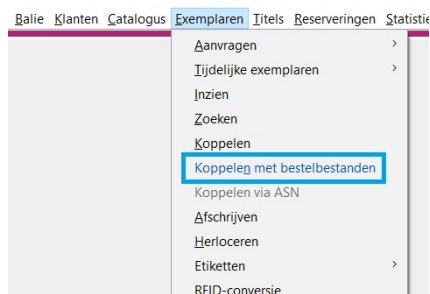 Balie Klanten Catalogus Exemplaren Titels Reserveringen Statistie
Aanvragen >
Tijdelijke exemplaren >
Inzien
Zoeken
Koppelen
Koppelen met bestelbestanden
Koppelen via ASN
Afschrijven
Herloceren
Etiketten >
RFID-conversie